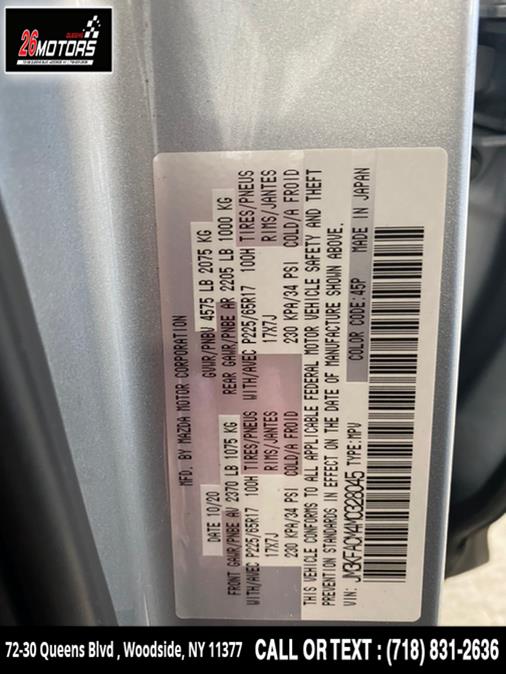 QUEENS
26MOTORS
MFD. BY MAZDA MOTOR CORPORATION
DATE 10/20 GVWR/PNBV 4575 LB 2075 KG
FRONT GAWR/PNBE AV 2370 LB 1075 KG REAR GAWR/PNBE AR 2205 LB 1000 KG
WITH/AVEC P225/65R17 100H TIRES/PNEUS WITH/AVEC P225/65R17 100H TIRES/PNEUS
17X7J RIMS/JANTES 17X7J RIMS/JANTES
230 KPA/34 PSI COLD/A FROID 230 KPA/34 PSI COLD/A FROID
THIS VEHICLE CONFORMS TO ALL APPLICABLE FEDERAL MOTOR VEHICLE SAFETY AND THEFT
PREVENTION STANDARDS IN EFFECT ON THE DATE OF MANUFACTURE SHOWN ABOVE.
COLOR CODE:45P MADE IN JAPAN
VIN: JM3KFACM4M0328045 TYPE:MPV
72-30 Queens Blvd , Woodside, NY 11377 CALL OR TEXT : (718) 831-2636